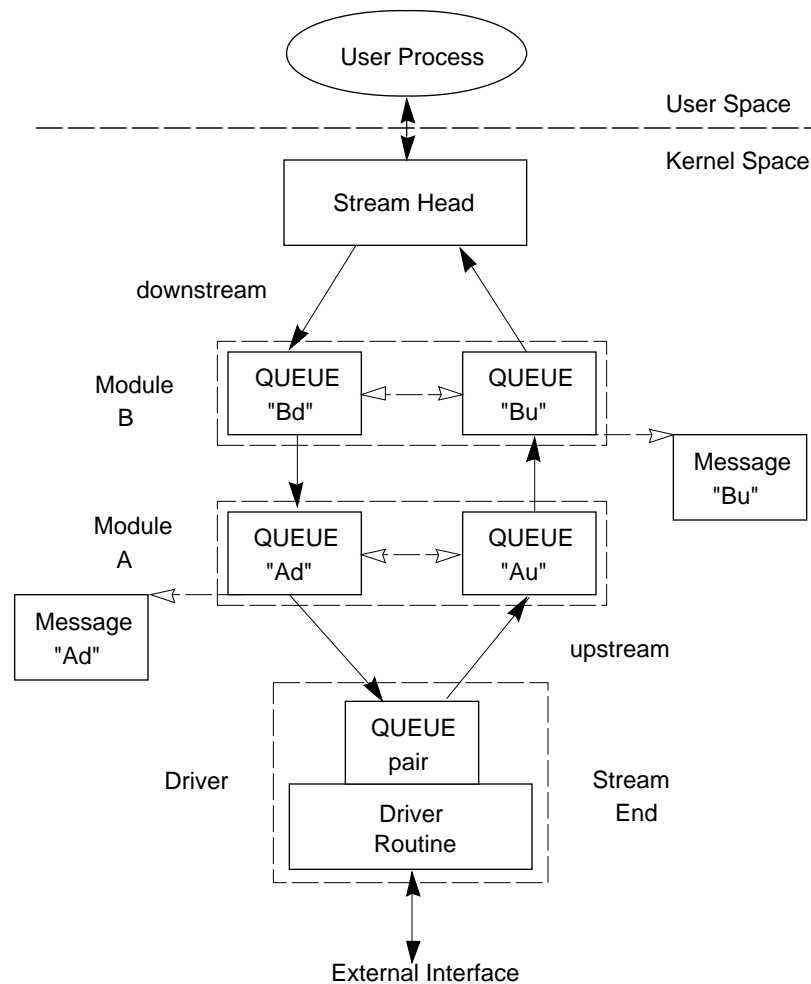 User Process
User Space
Kernel Space
Stream Head
downstream
Module
B
QUEUE
"Bd"
QUEUE
"Bu"
Message
"Bu"
Module
A
QUEUE
"Ad"
QUEUE
"Au"
Message
"Ad"
upstream
QUEUE
pair
Driver
Stream
End
Driver
Routine
External Interface